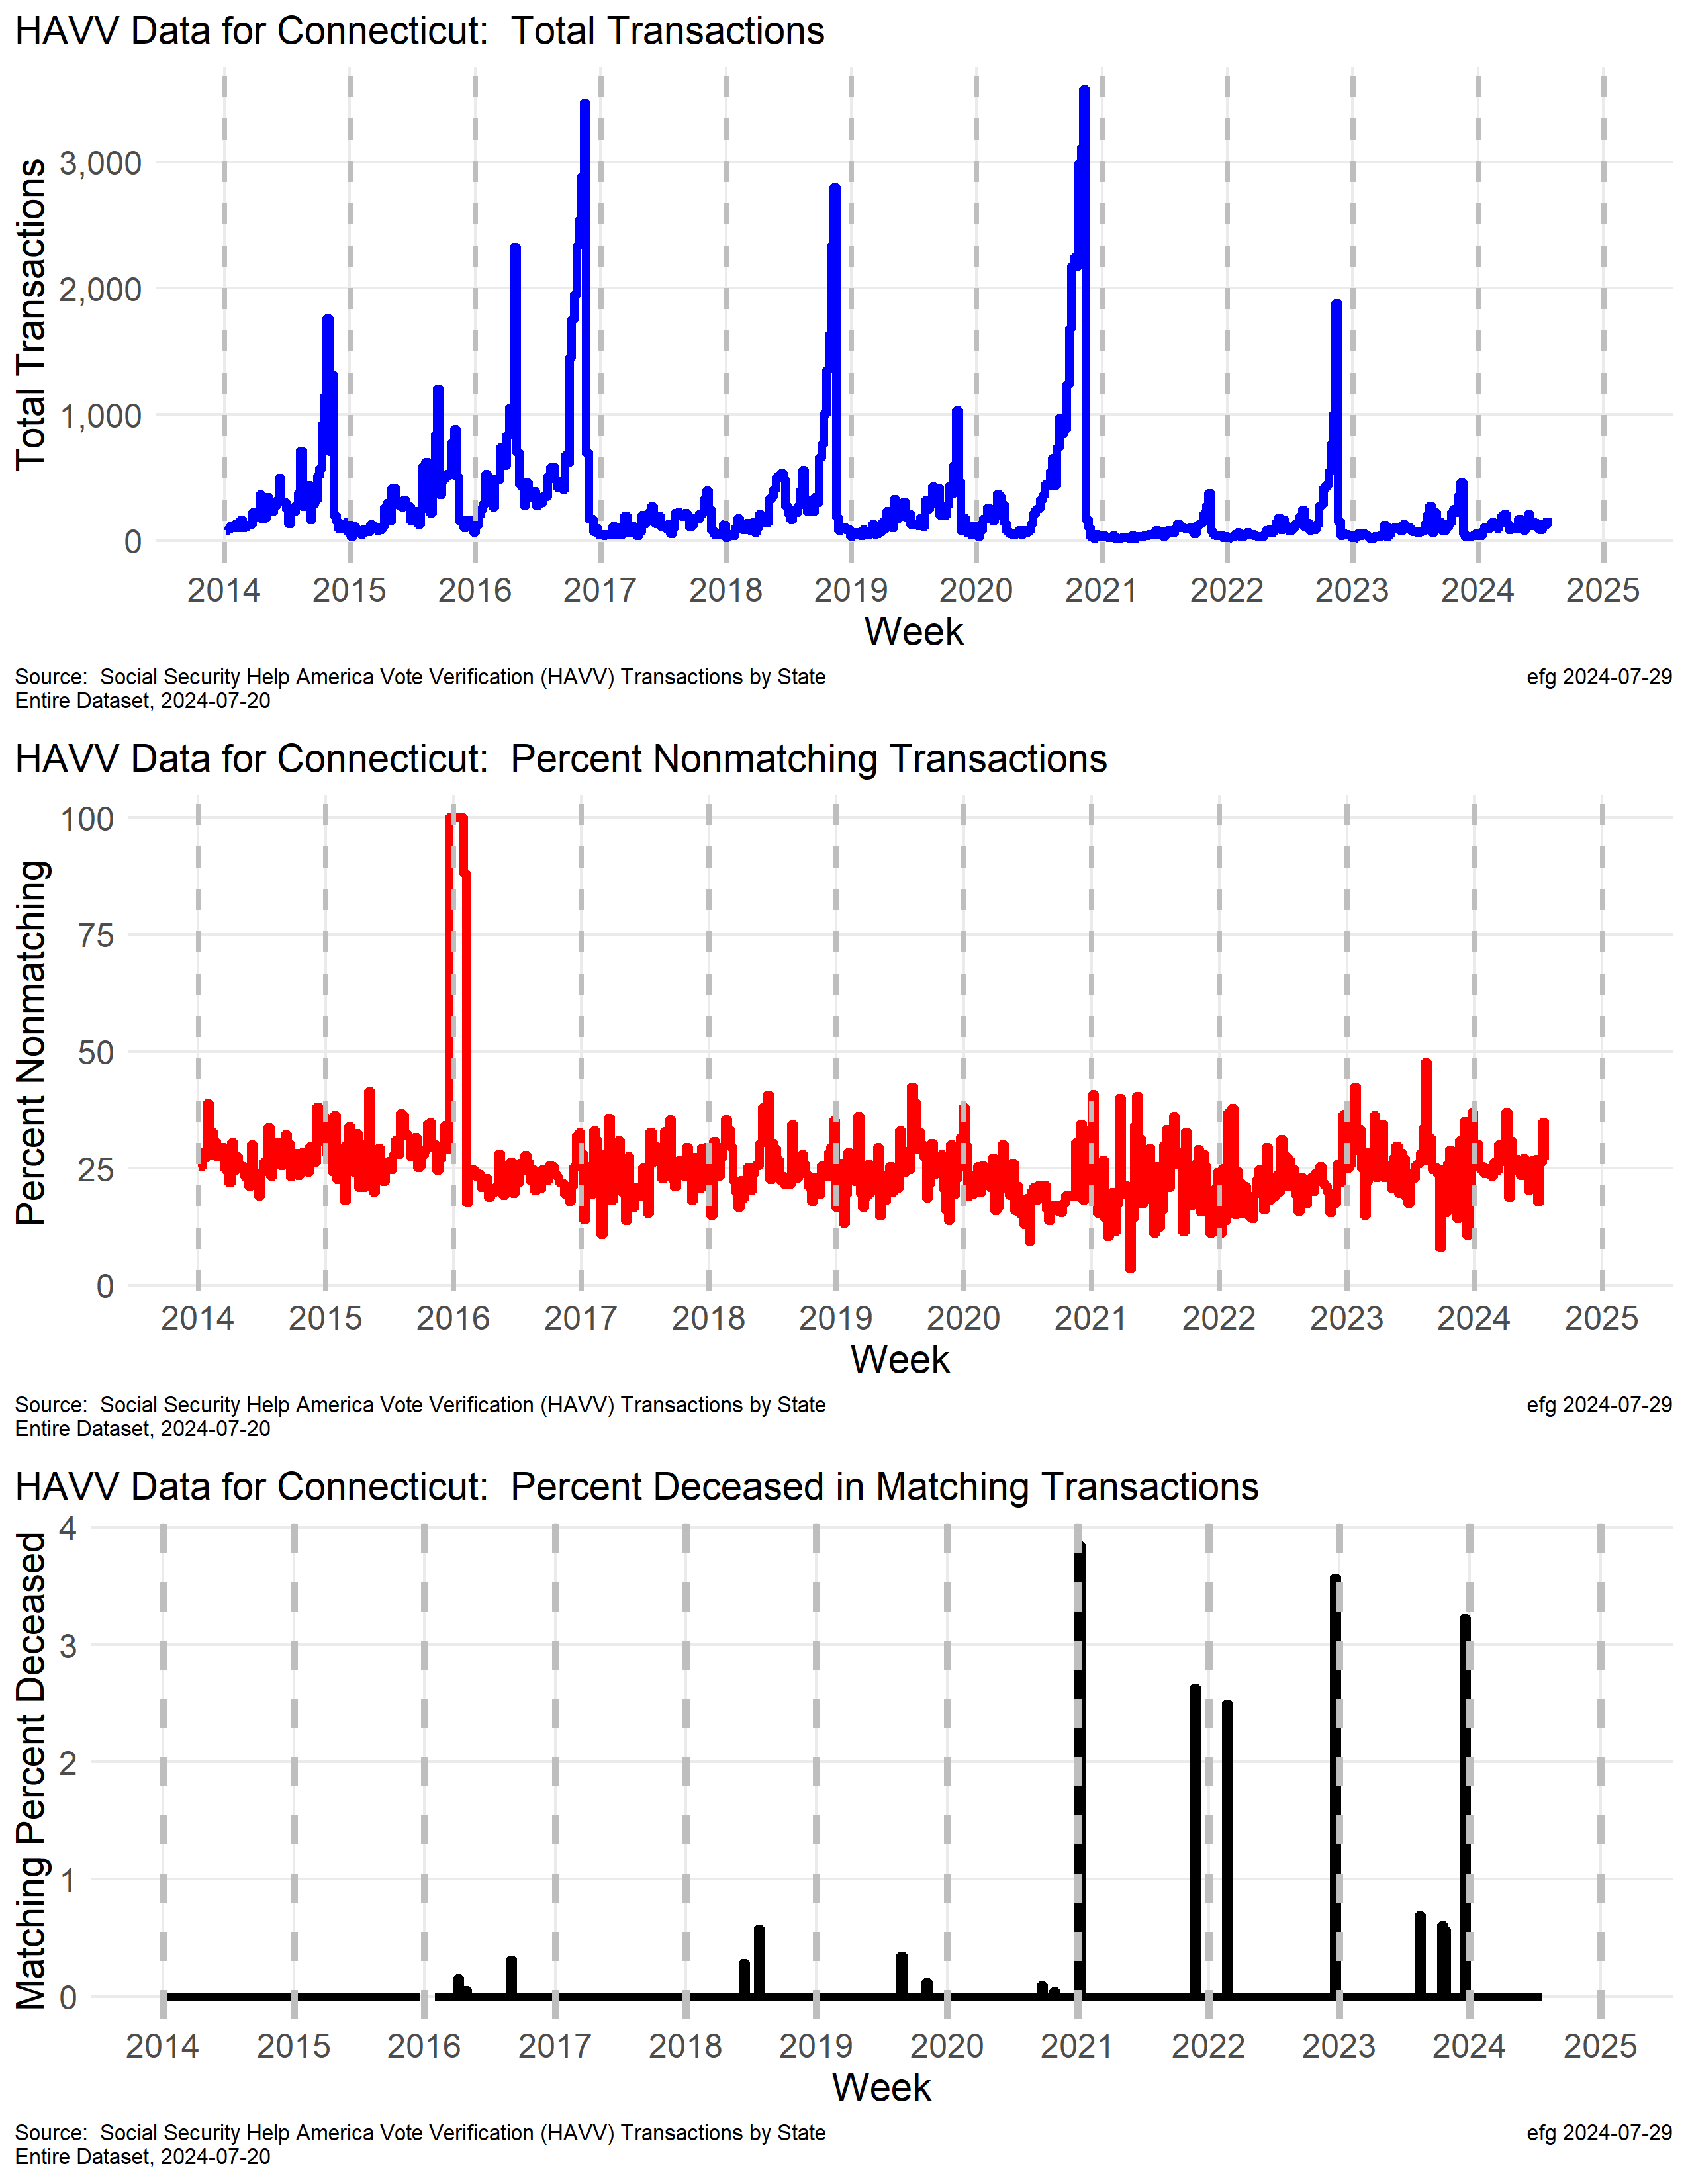 HAVV Data for Connecticut:  Total Transactions
Total Transactions
3,000
2,000
1,000
0
2014 2015 2016 2017 2018 2019 2020 2021 2022 2023 2024 2025
Week
Source:  Social Security Help America Vote Verification (HAVV) Transactions by State
Entire Dataset, 2024-07-20
efg 2024-07-29
HAVV Data for Connecticut:  Percent Nonmatching Transactions
Percent Nonmatching
100
75
50
25
0
2014 2015 2016 2017 2018 2019 2020 2021 2022 2023 2024 2025
Week
Source:  Social Security Help America Vote Verification (HAVV) Transactions by State
Entire Dataset, 2024-07-20
efg 2024-07-29
HAVV Data for Connecticut:  Percent Deceased in Matching Transactions
Matching Percent Deceased
4
3
2
1
0
2014 2015 2016 2017 2018 2019 2020 2021 2022 2023 2024 2025
Week
Source:  Social Security Help America Vote Verification (HAVV) Transactions by State
Entire Dataset, 2024-07-20
efg 2024-07-29